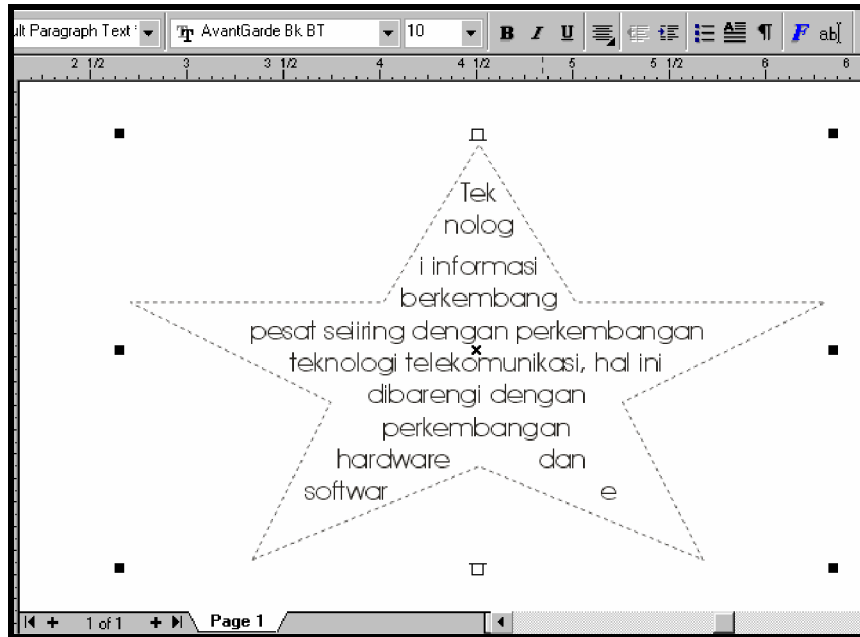 ult Paragraph Text AvantGarde Bk BT 10 B I U ¶ F ab
2 1/2 3 3 1/2 4 4 1/2 5 5 1/2 6 6
Tek
nolog
i informasi
berkembang
pesat seiiring dengan perkembangan
teknologi telekomunikasi, hal ini
dibarengi dengan
perkembangan
hardware dan
softwar e
1 of 1 Page 1